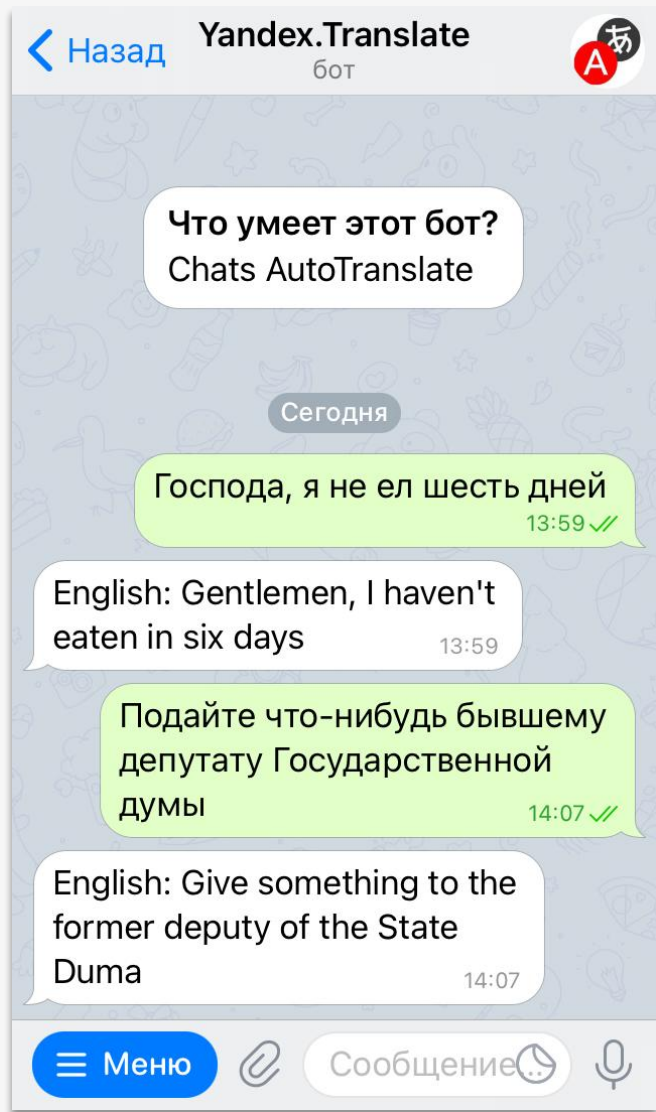 Назад
Yandex.Translate
бот
A
あ
Что умеет этот бот?
Chats AutoTranslate
Сегодня
Господа, я не ел шесть дней
13:59
English: Gentlemen, I haven't
eaten in six days
13:59
Подайте что-нибудь бывшему
депутату Государственной
думы
14:07
English: Give something to the
former deputy of the State
Duma
14:07
Меню
Сообщение...